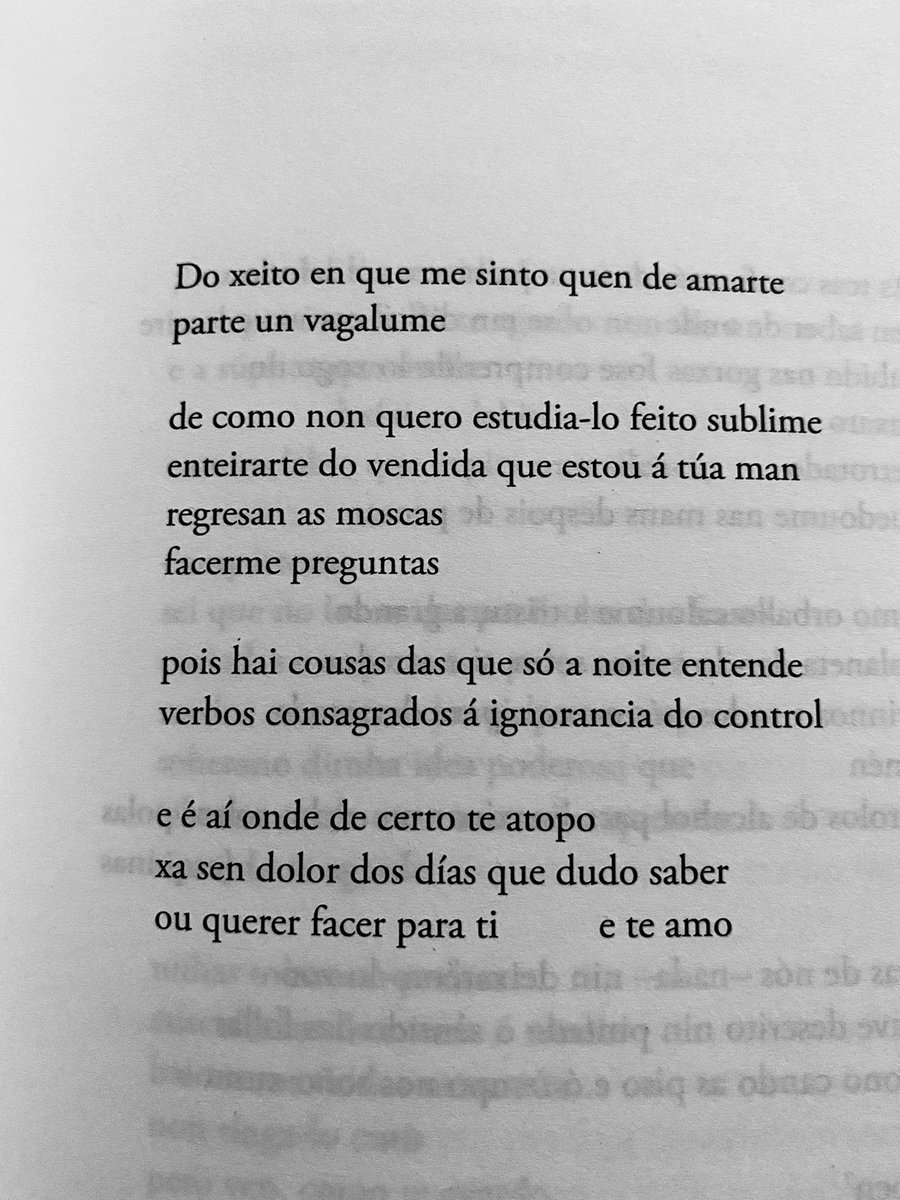 Do xeito en que me sinto quen de amarte
parte un vagalume
de como non quero estudia-lo feito sublime
enteirarte do vendida que estou á túa man
regresan as moscas
facerme preguntas
pois hai cousas das que só a noite entende
verbos consagrados á ignorancia do control
e é aí onde de certo te atopo
xa sen dolor dos días que dudo saber
ou querer facer para ti e te amo